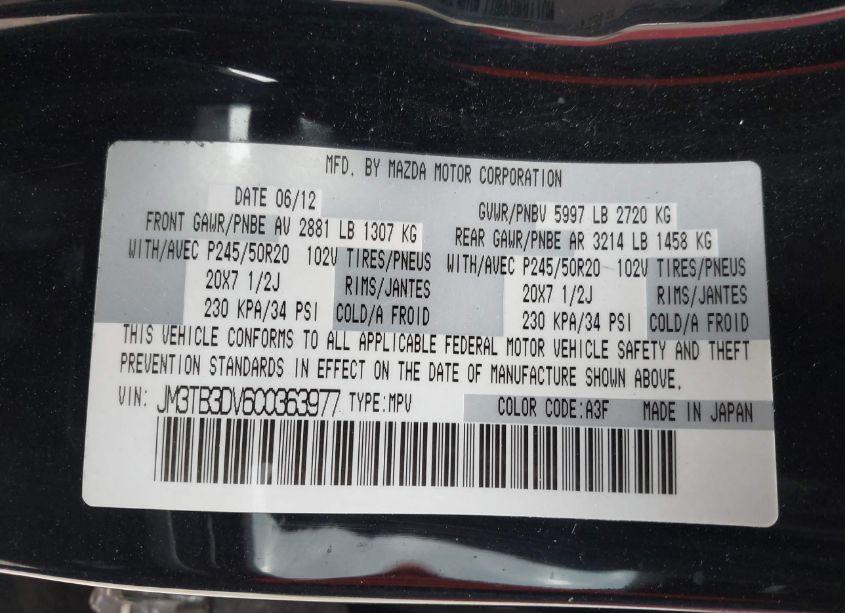 MFD. BY MAZDA MOTOR CORPORATION
DATE 06/12
GVWR/PNBV 5997 LB 2720 KG
FRONT GAWR/PNBE AV 2881 LB 1307 KG
REAR GAWR/PNBE AR 3214 LB 1458 KG
WITH/AVEC P245/50R20 102V TIRES/PNEUS
WITH/AVEC P245/50R20 102V TIRES/PNEUS
20X7 1/2J RIMS/JANTES
20X7 1/2J RIMS/JANTES
230 KPA/34 PSI COLD/A FROID
230 KPA/34 PSI COLD/A FROID
THIS VEHICLE CONFORMS TO ALL APPLICABLE FEDERAL MOTOR VEHICLE SAFETY AND THEFT
PREVENTION STANDARDS IN EFFECT ON THE DATE OF MANUFACTURE SHOWN ABOVE.
VIN: JM3TB3DV6C0363977 TYPE:MPV COLOR CODE:A3F MADE IN JAPAN